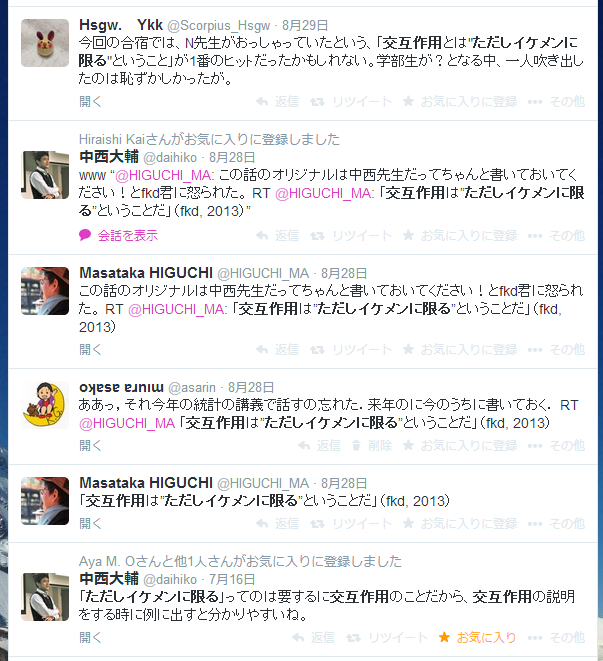 Hsgw. Ykk @Scorpius_Hsgw · 8月29日
今回の合宿では、N先生がおっしゃっていたという、「交互作用とは"ただしイケメンに
限る"ということ」が1番のヒットだったかもしれない。学部生が？となる中、一人吹き出し
たのは恥ずかしかったが。
開く 返信 リツイート お気に入りに登録 その他
Hiraishi Kaiさんがお気に入りに登録しました
中西大輔 @daihiko · 8月28日
www “@HIGUCHI_MA: この話のオリジナルは中西先生だってちゃんと書いておいてく
ださい！とfkd君に怒られた。 RT @HIGUCHI_MA: 「交互作用は”ただしイケメンに限
る”ということだ」（fkd, 2013）”
会話を表示 返信 リツイート お気に入りに登録 その他
Masataka HIGUCHI @HIGUCHI_MA · 8月28日
この話のオリジナルは中西先生だってちゃんと書いておいてください！とfkd君に怒られ
た。 RT @HIGUCHI_MA: 「交互作用は”ただしイケメンに限る”ということだ」（fkd,
2013）
開く 返信 リツイート お気に入りに登録 その他
oʞɐsɐ ɐɹnıɯ @asarin · 8月28日
ああっ，それ今年の統計の講義で話すの忘れた．来年のに今のうちに書いておく． RT
@HIGUCHI_MA 「交互作用は”ただしイケメンに限る”ということだ」（fkd, 2013）
開く 返信 削除 お気に入りに登録 その他
Masataka HIGUCHI @HIGUCHI_MA · 8月28日
「交互作用は”ただしイケメンに限る”ということだ」（fkd, 2013）
開く 返信 リツイート お気に入りに登録 その他
Aya M. Oさんと他1人さんがお気に入りに登録しました
中西大輔 @daihiko · 7月16日
「ただしイケメンに限る」ってのは要するに交互作用のことだから、交互作用の説明
をする時に例に出すと分かりやすいね。
開く 返信 リツイート お気に入り その他